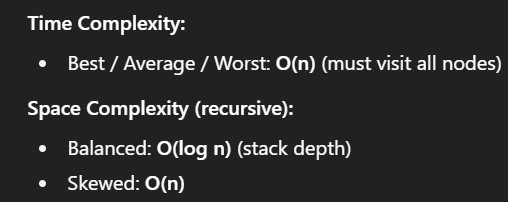 Time Complexity:
• Best / Average / Worst: O(n) (must visit all nodes)
Space Complexity (recursive):
• Balanced: O(log n) (stack depth)
• Skewed: O(n)